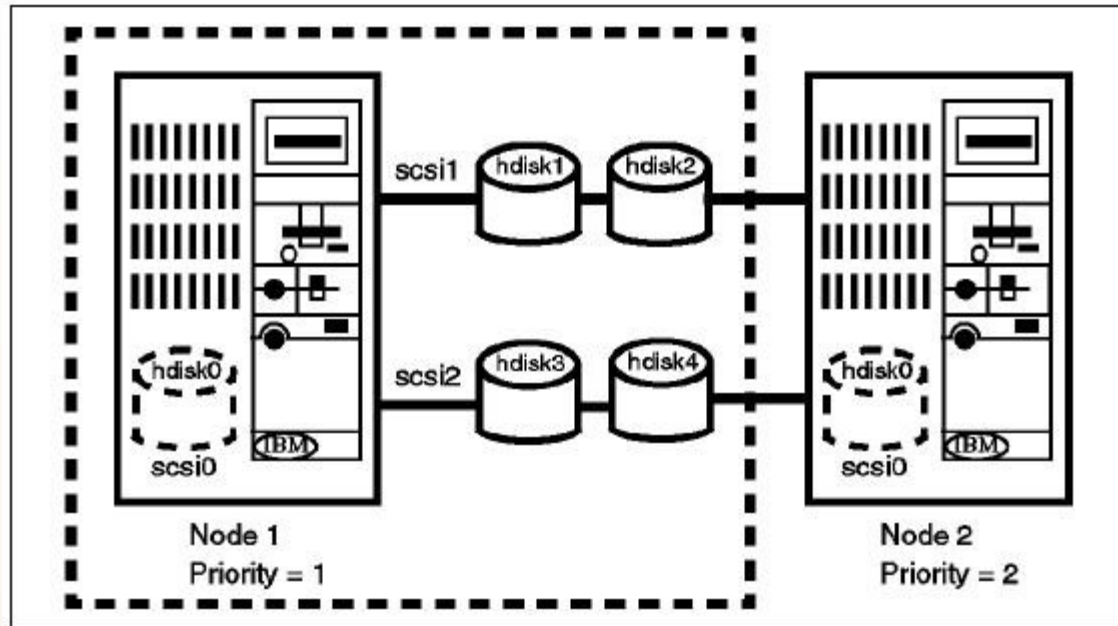 scsi1
hdisk1
hdisk2
scsi2
hdisk3
hdisk4
hdisk0
IBM
scsi0
Node 1
Priority = 1
hdisk0
IBM
scsi0
Node 2
Priority = 2